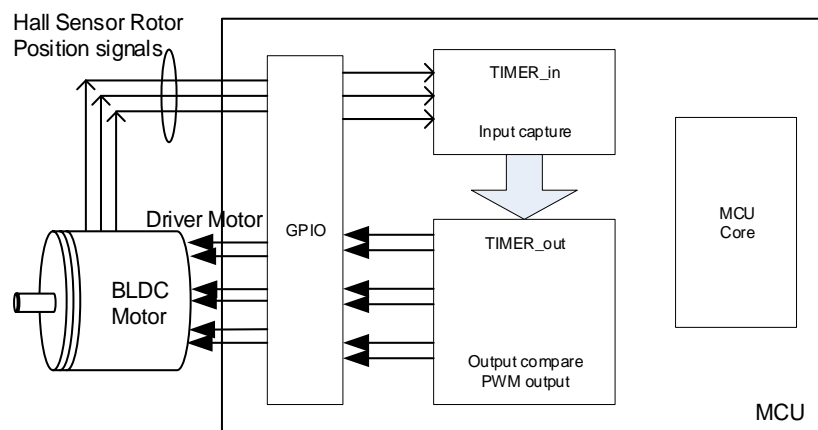 Hall Sensor Rotor
Position signals
TIMER_in
Input capture
Driver Motor
GPIO
TIMER_out
MCU
Core
BLDC
Motor
Output compare
PWM output
MCU